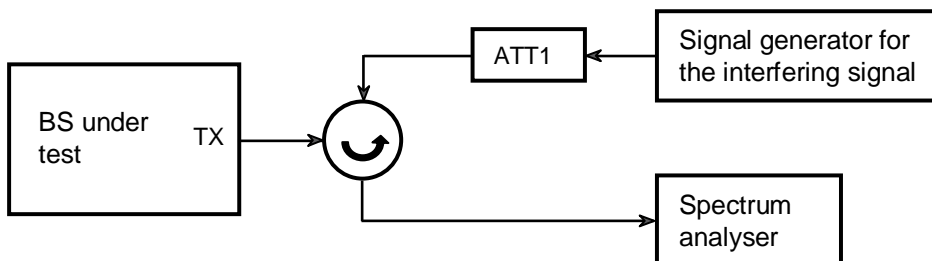 BS under
test
TX
ATT1
Signal generator for
the interfering signal
Spectrum
analyser